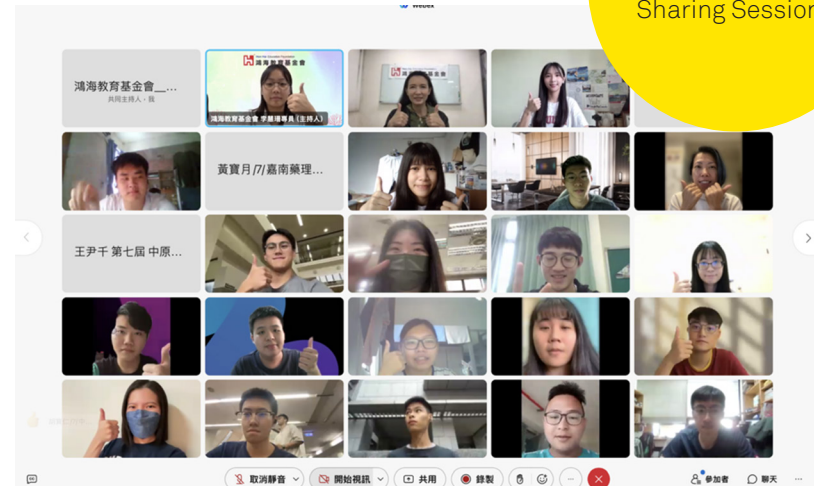 Webex
Sharing Session
鴻海教育基金會__...
共同主持人、我
鴻海教育基金會
鴻海教育基金會 李
專員 (主持人)
黃寶月/7/嘉南藥理...
王尹千 第七屆 中原...
取消靜音
開始視訊
共用
錄製
參加者
聊天